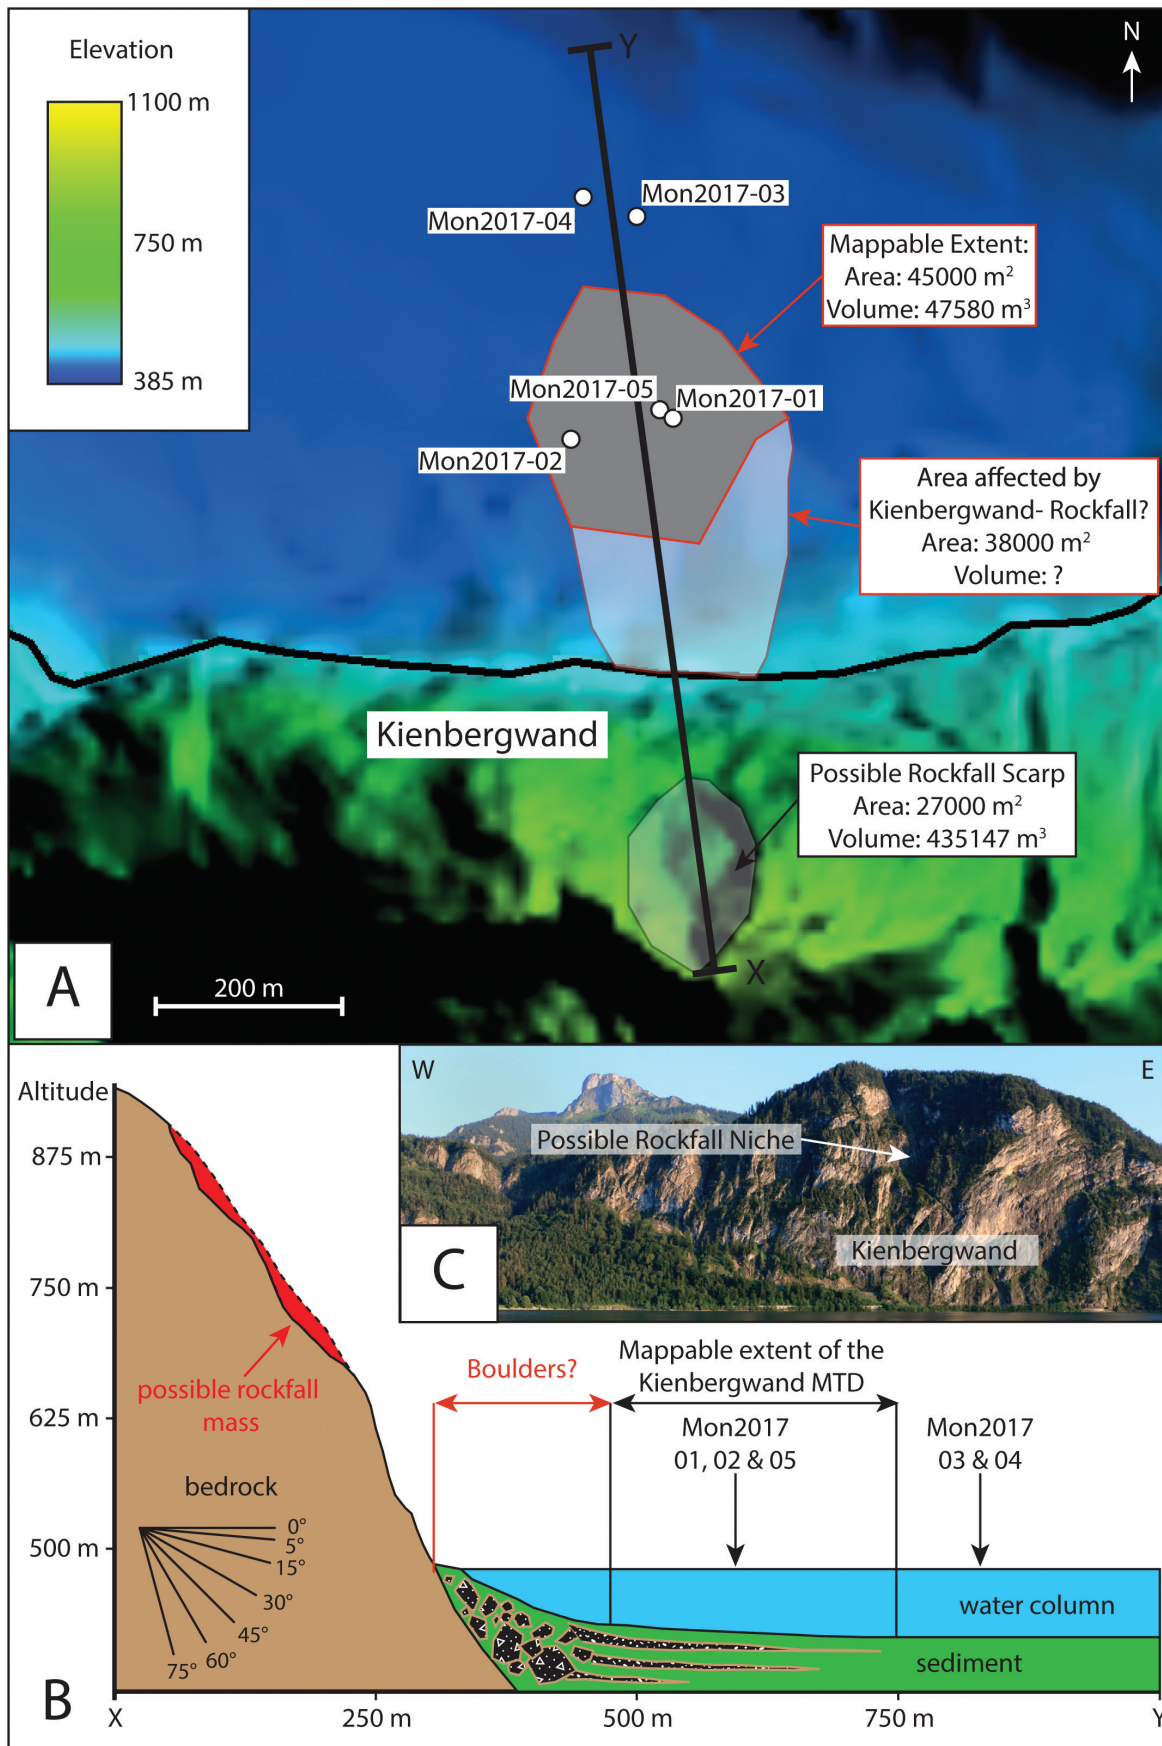 Elevation
1100 m
750 m
385 m
Y
N
Mon2017-03
Mon2017-04
Mappable Extent:
Area: 45000 m²
Volume: 47580 m³
Mon2017-05
Mon2017-01
Mon2017-02
Area affected by
Kienbergwand- Rockfall?
Area: 38000 m²
Volume: ?
Kienbergwand
Possible Rockfall Scarp
Area: 27000 m²
Volume: 435147 m³
X
A
200 m
W
E
Possible Rockfall Niche
Kienbergwand
C
Altitude
875 m
750 m
625 m
500 m
possible rockfall
mass
bedrock
0°
5°
15°
30°
45°
60°
75°
Boulders?
Mappable extent of the
Kienbergwand MTD
Mon2017
01, 02 & 05
Mon2017
03 & 04
water column
sediment
B
X
250 m
500 m
750 m
Y